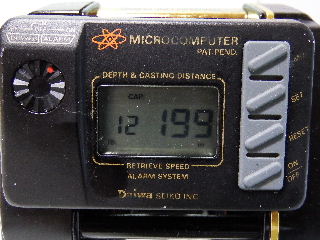 MICROCOMPUTER
PAT. PEND.
DEPTH & CASTING DISTANCE
CAP
12 199
SET
RESET
ON
OFF
RETRIEVE SPEED
ALARM SYSTEM
Daiwa SEIKO INC.